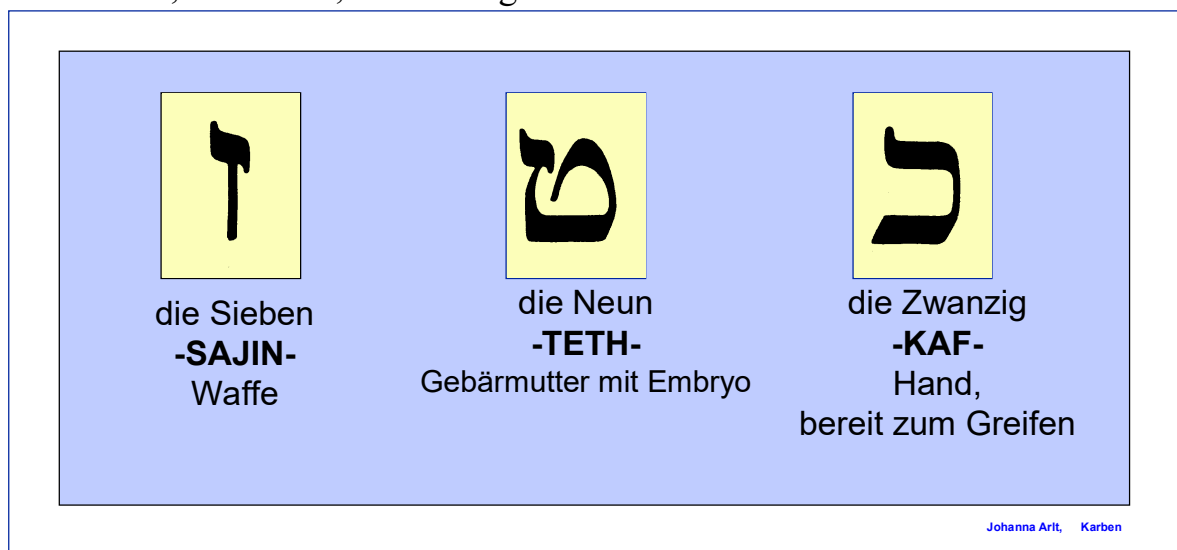 ז
ט
כ
die Sieben
-SAJIN-
Waffe
die Neun
-TETH-
Gebärmutter mit Embryo
die Zwanzig
-KAF-
Hand,
bereit zum Greifen
Johanna Arlt, Karben